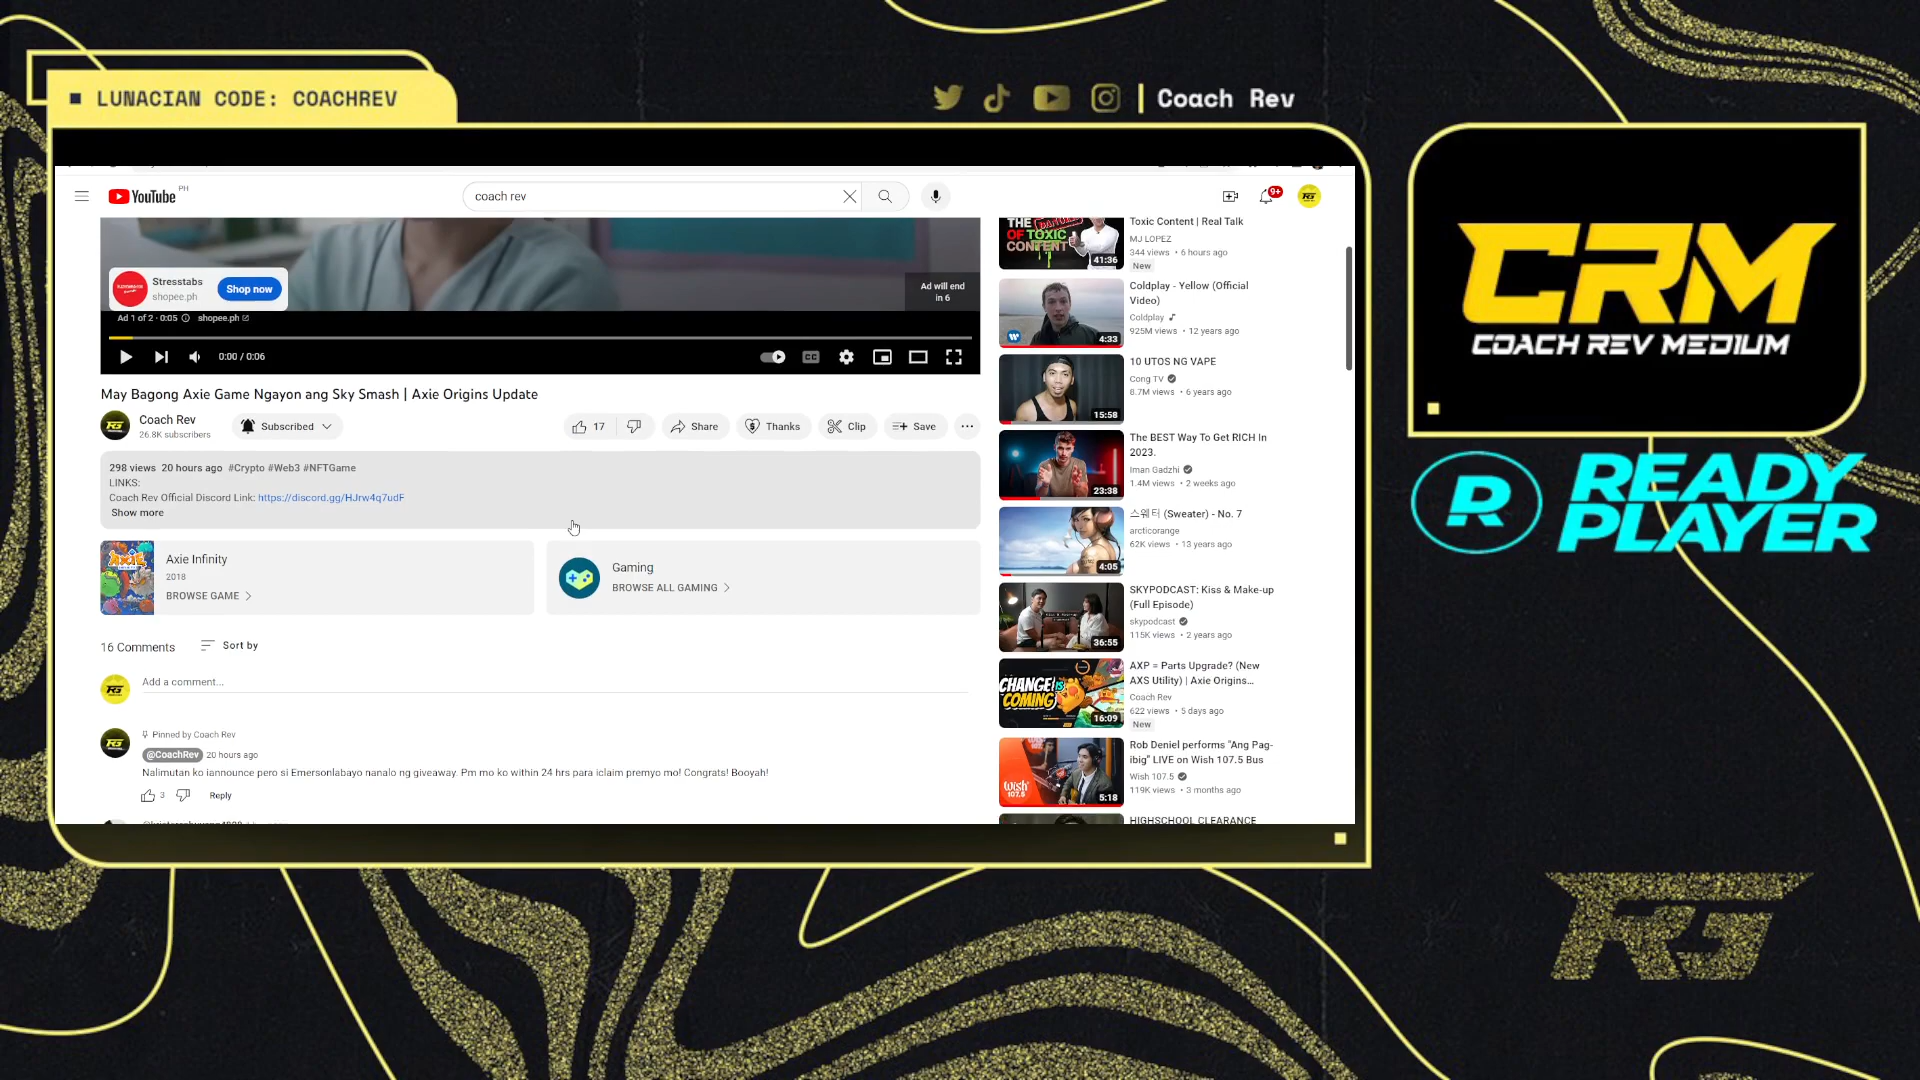 LUNACIAN CODE: COACHREV
Coach Rev
YouTube PH
coach rev
9+
Stresstabs
shopee.ph
Shop now
Ad will end
in 6
Ad 1 of 2 · 0:05
shopee.ph
0:00 / 0:06
CC
May Bagong Axie Game Ngayon ang Sky Smash | Axie Origins Update
Coach Rev
26.8K subscribers
Subscribed
17
Share
Thanks
Clip
Save
298 views 20 hours ago #Crypto #Web3 #NFTGame
LINKS:
Coach Rev Official Discord Link: https://discord.gg/HJrw4q7udF
Show more
Axie Infinity
2018
BROWSE GAME
Gaming
BROWSE ALL GAMING
16 Comments
Sort by
Add a comment...
Pinned by Coach Rev
@CoachRev 20 hours ago
Nalimutan ko iannounce pero si Emersonlabayo nanalo ng giveaway. Pm mo ko within 24 hrs para iclaim premyo mo! Congrats! Booyah!
3
Reply
THE
OF TOXIC
CONTENT
41:36
Toxic Content | Real Talk
MJ LOPEZ
344 views • 6 hours ago
New
4:33
Coldplay - Yellow (Official
Video)
Coldplay
925M views • 12 years ago
15:58
10 UTOS NG VAPE
Cong TV
8.7M views • 6 years ago
23:38
The BEST Way To Get RICH In
2023.
Iman Gadzhi
1.4M views • 2 weeks ago
4:05
스웨터 (Sweater) - No. 7
arcticorange
62K views • 13 years ago
36:55
SKYPODCAST: Kiss & Make-up
(Full Episode)
skypodcast
115K views • 2 years ago
CHANGE IS
COMING
16:09
AXP = Parts Upgrade? (New
AXS Utility) | Axie Origins...
Coach Rev
622 views • 5 days ago
New
wish
107.5
5:18
Rob Deniel performs "Ang Pag-
ibig" LIVE on Wish 107.5 Bus
Wish 107.5
119K views • 3 months ago
HIGHSCHOOL CLEARANCE
CRM
COACH REV MEDIUM
R READY
PLAYER